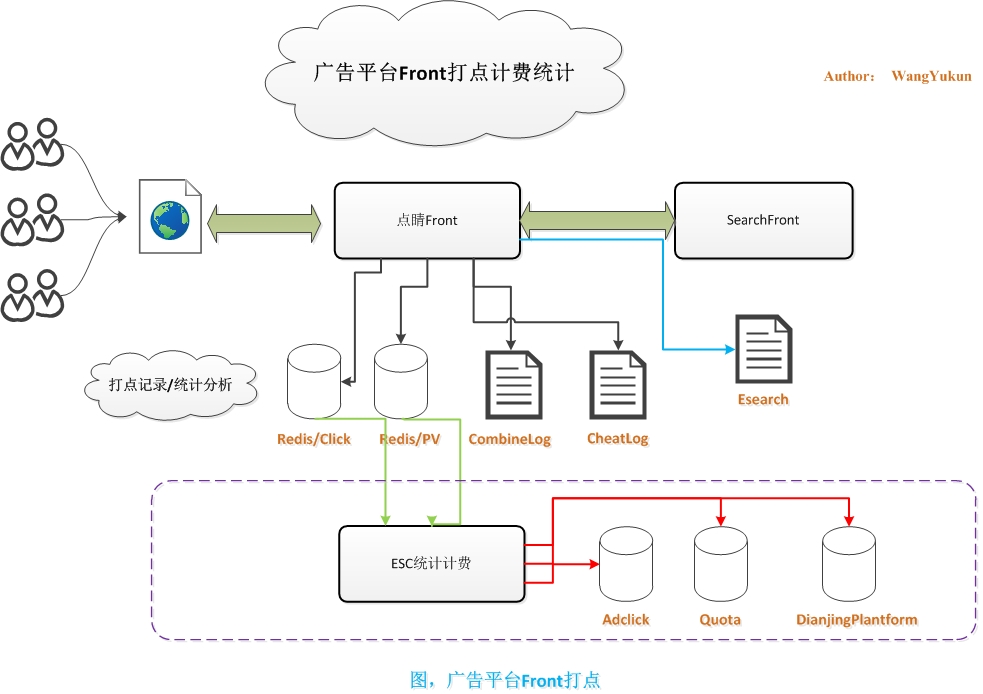 广告平台Front打点计费统计
Author： WangYukun
点睛Front
SearchFront
打点记录/统计分析
Esearch
Redis/Click
Redis/PV
CombineLog
CheatLog
ESC统计计费
Adclick
Quota
DianjingPlantform
图，广告平台Front打点